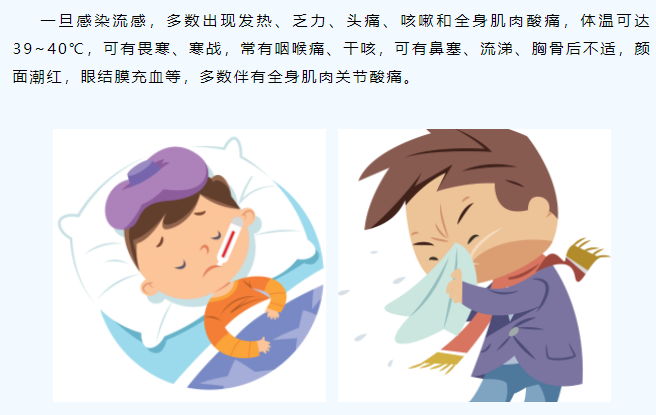 一旦感染流感，多数出现发热、乏力、头痛、咳嗽和全身肌肉酸痛，体温可达
39~40℃，可有畏寒、寒战，常有咽喉痛、干咳，可有鼻塞、流涕、胸骨后不适，颜
面潮红，眼结膜充血等，多数伴有全身肌肉关节酸痛。